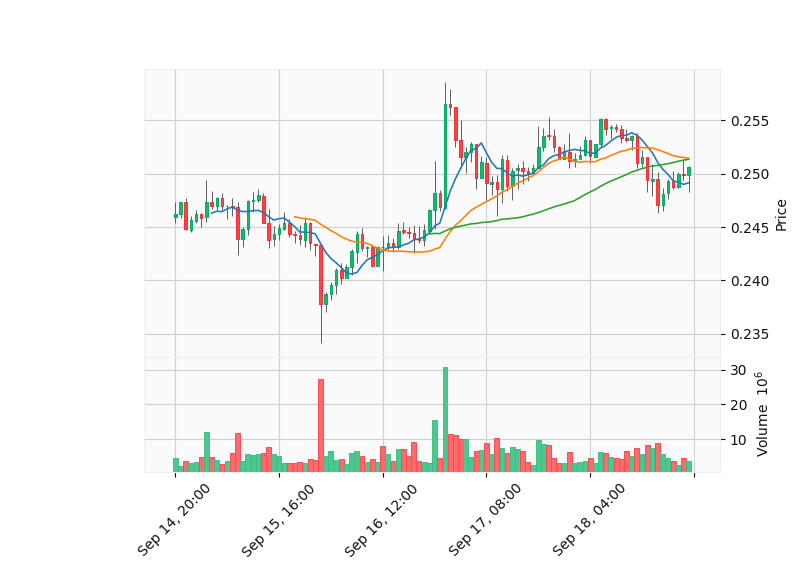 0.255
0.250
0.245
0.240
0.235
Price
30
20
10
Volume 10^6
Sep 14, 20:00
Sep 15, 16:00
Sep 16, 12:00
Sep 17, 08:00
Sep 18, 04:00